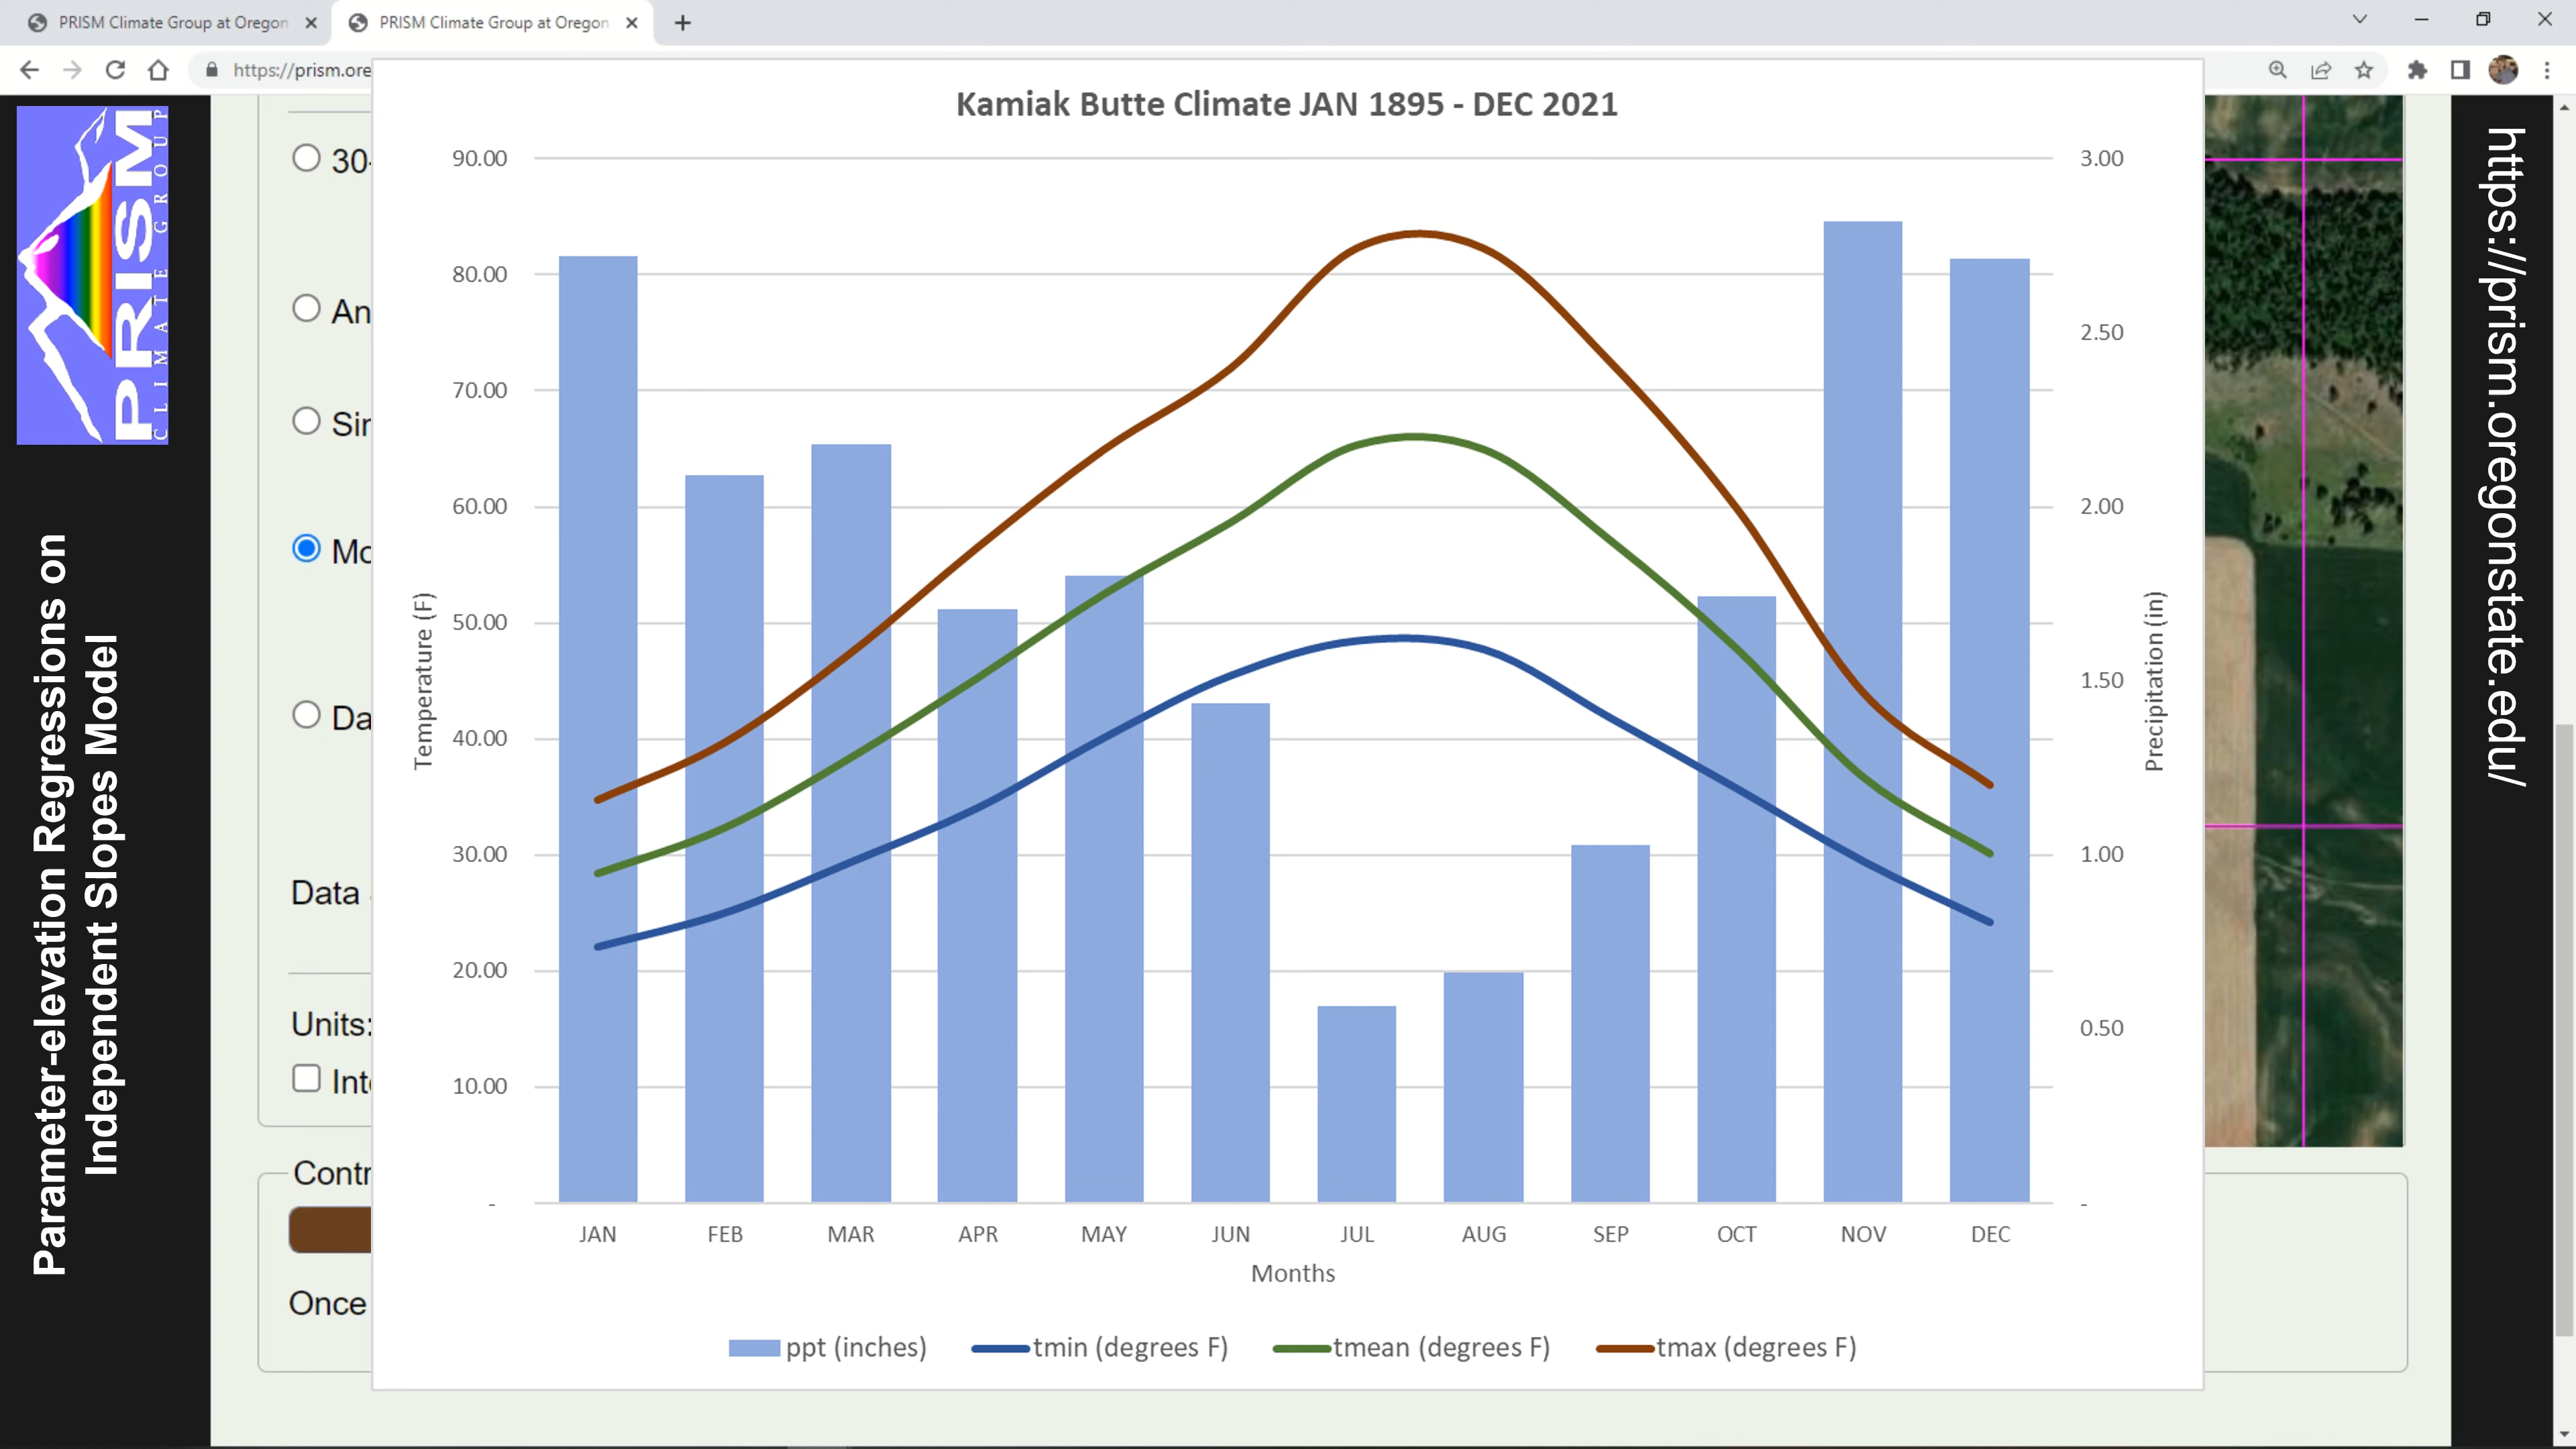 PRISM Climate Group at Oregon
PRISM Climate Group at Oregon
https://prism.ore
PRISM
CLIMATE GROUP
Parameter-elevation Regressions on
Independent Slopes Model
https://prism.oregonstate.edu/
30-
An
Sin
Mo
Da
Data
Units:
Inte
Contr
Once
Kamiak Butte Climate JAN 1895 - DEC 2021
Temperature (F)
90.00
80.00
70.00
60.00
50.00
40.00
30.00
20.00
10.00
-
Precipitation (in)
3.00
2.50
2.00
1.50
1.00
0.50
-
JAN FEB MAR APR MAY JUN JUL AUG SEP OCT NOV DEC
Months
ppt (inches) tmin (degrees F) tmean (degrees F) tmax (degrees F)